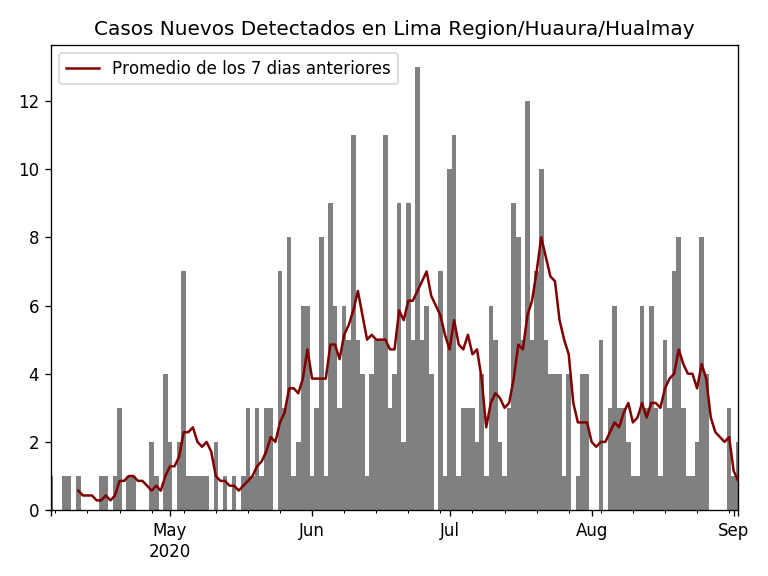 Casos Nuevos Detectados en Lima Region/Huaura/Hualmay
Promedio de los 7 dias anteriores
12
10
8
6
4
2
0
May
2020
Jun
Jul
Aug
Sep